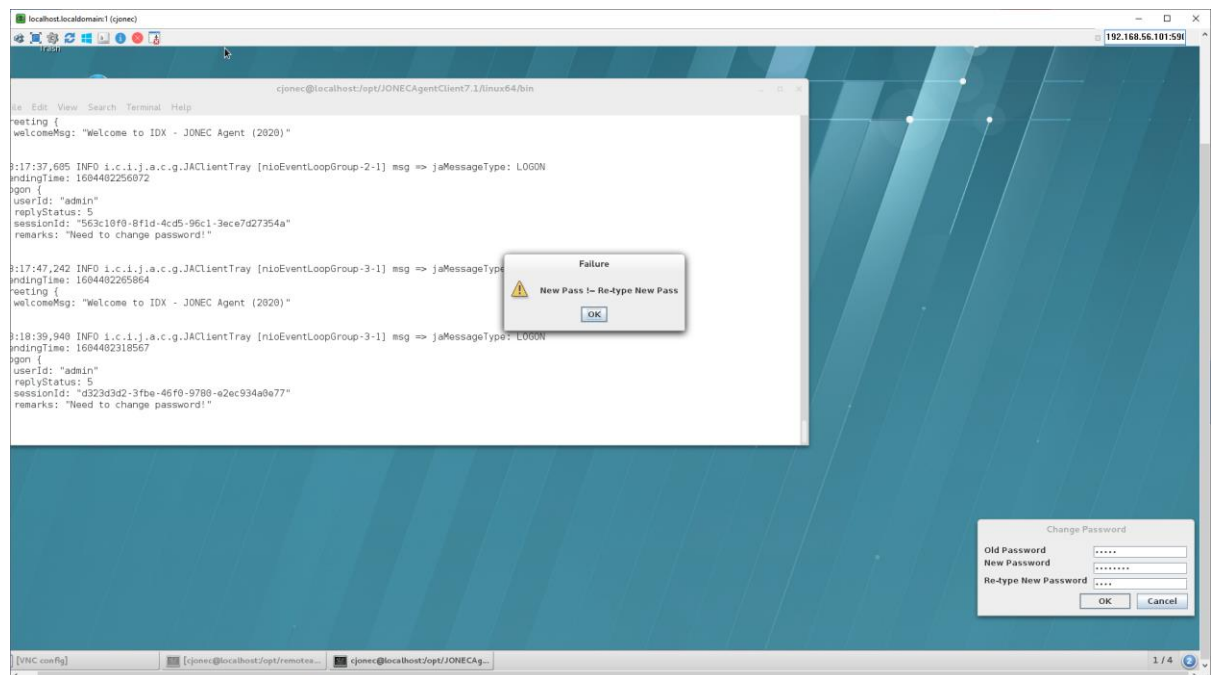 localhost.localdomain:1 (cjonec)
192.168.56.101:590
Trash
cjonec@localhost:/opt/JONECAgentClient7.1/linux64/bin
ile Edit View Search Terminal Help
reeting {
welcomeMsg: "Welcome to IDX - JONEC Agent (2020)"
3:17:37,605 INFO i.c.i.j.a.c.g.JAClientTray [nioEventLoopGroup-2-1] msg => jaMessageType: LOGON
endingTime: 1604402256072
ogon {
userId: "admin"
replyStatus: 5
sessionId: "563c10f0-8f1d-4cd5-96c1-3ece7d27354a"
remarks: "Need to change password!"
3:17:47,242 INFO i.c.i.j.a.c.g.JAClientTray [nioEventLoopGroup-3-1] msg => jaMessageType
endingTime: 1604402265864
reeting {
welcomeMsg: "Welcome to IDX - JONEC Agent (2020)"
3:18:39,940 INFO i.c.i.j.a.c.g.JAClientTray [nioEventLoopGroup-3-1] msg => jaMessageType: LOGON
endingTime: 1604402318567
ogon {
userId: "admin"
replyStatus: 5
sessionId: "d323d3d2-3fbe-46f0-9780-e2ec934a0e77"
remarks: "Need to change password!"
Failure
New Pass != Re-type New Pass
OK
Change Password
Old Password
New Password
Re-type New Password
OK Cancel
[VNC config]
[cjonec@localhost:/opt/remotea...
cjonec@localhost:/opt/JONECAg...
1 / 4
2